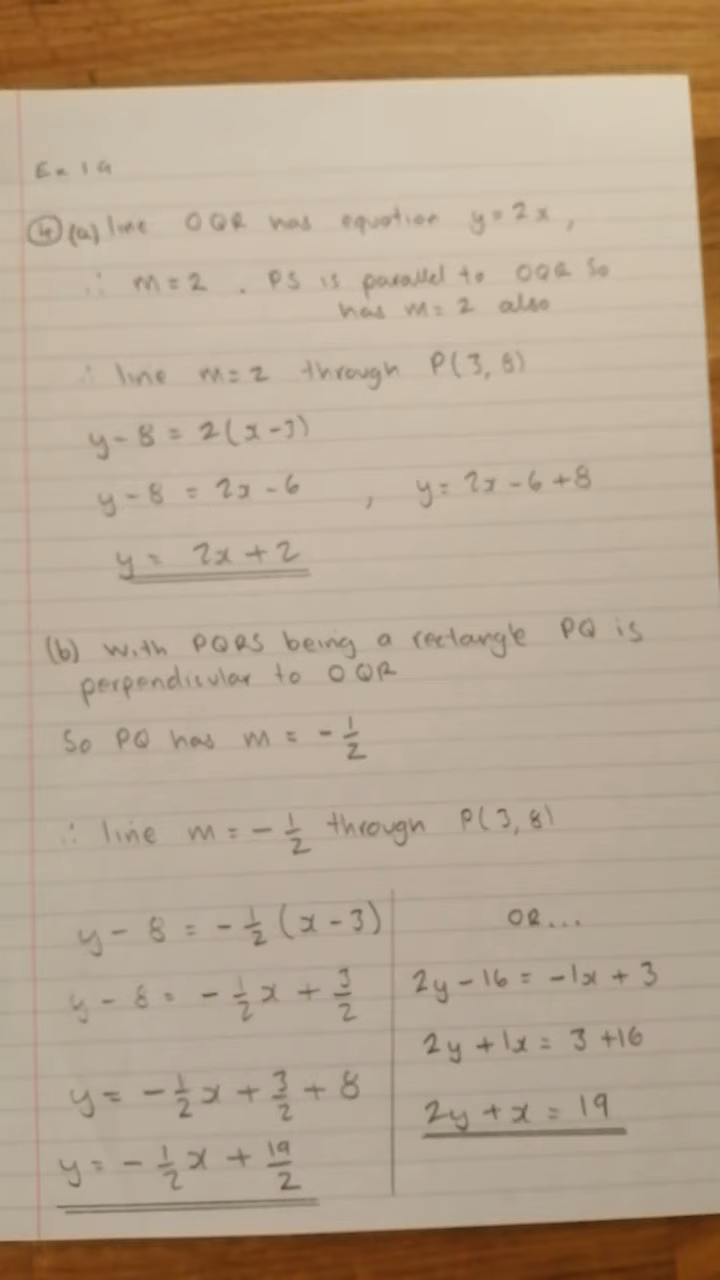 Ex 1G
④ (a) line OQR has equation y = 2x,
∴ m = 2 . PS is parallel to OQR so
has m = 2 also
∴ line m = 2 through P(3, 8)
y - 8 = 2(x - 3)
y - 8 = 2x - 6 , y = 2x - 6 + 8
y = 2x + 2
(b) with PQRS being a rectangle PQ is
perpendicular to OQR
So PQ has m = -1/2
∴ line m = -1/2 through P(3, 8)
y - 8 = -1/2 (x - 3)
y - 8 = -1/2 x + 3/2
y = -1/2 x + 3/2 + 8
y = -1/2 x + 19/2
OR...
2y - 16 = -1x + 3
2y + 1x = 3 + 16
2y + x = 19